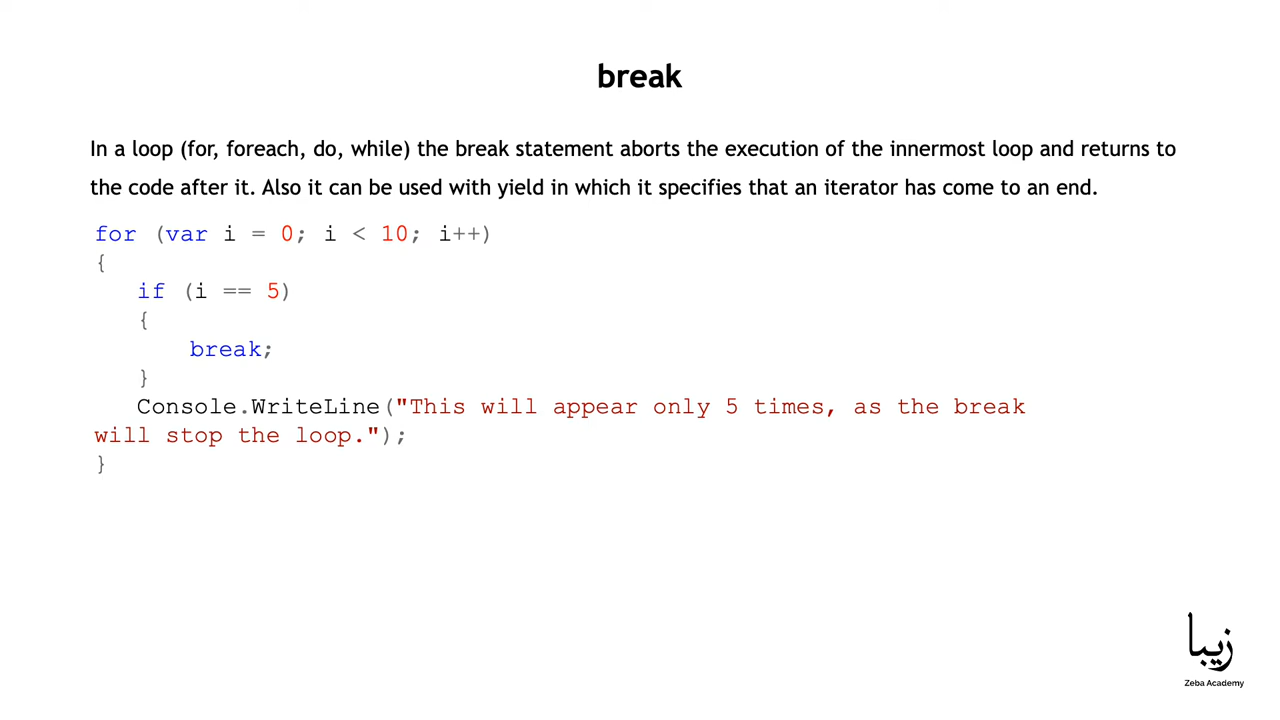 break
In a loop (for, foreach, do, while) the break statement aborts the execution of the innermost loop and returns to
the code after it. Also it can be used with yield in which it specifies that an iterator has come to an end.
for (var i = 0; i < 10; i++)
{
if (i == 5)
{
break;
}
Console.WriteLine("This will appear only 5 times, as the break
will stop the loop.");
}
زیبا
Zeba Academy